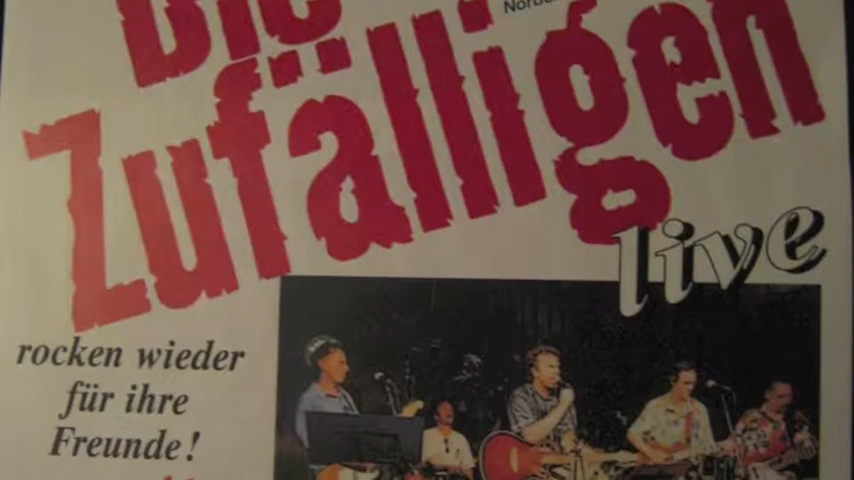 Die
Zufälligen
live
rocken wieder
für ihre
Freunde!